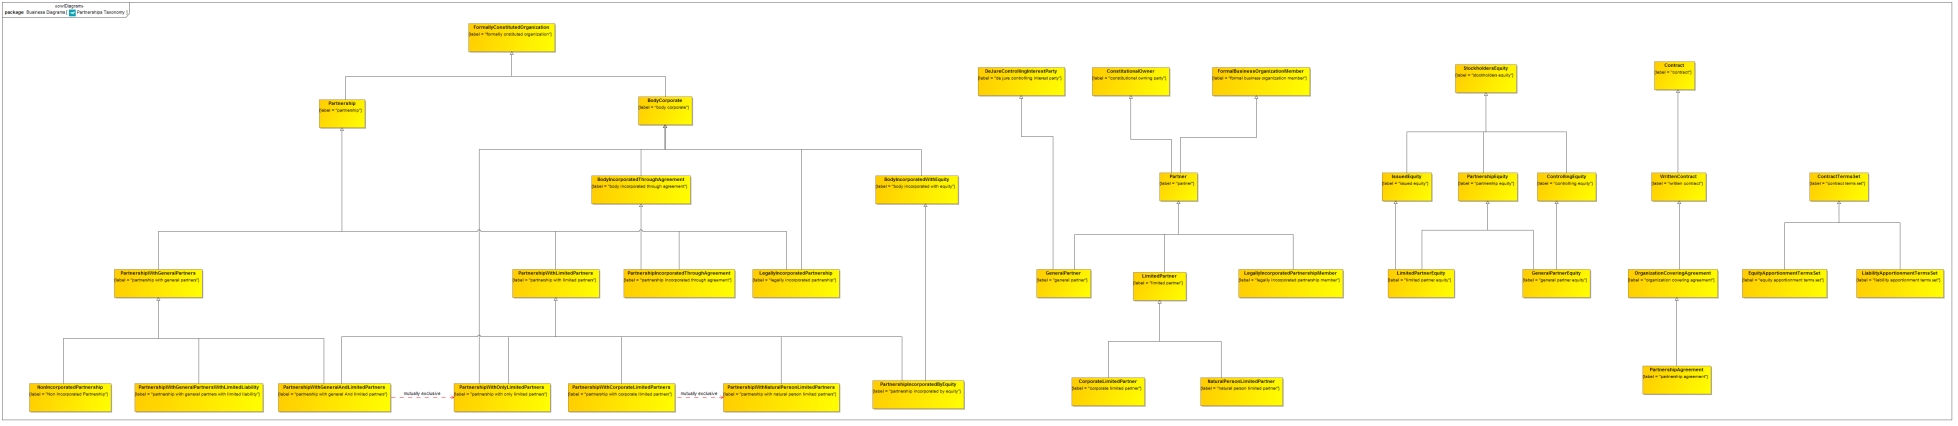 «owlDiagram»
package Business Diagrams[ Partnerships Taxonomy ]
FormallyConstitutedOrganization
{label = "formally onstituted organization"}
DeJureControllingInterestParty
{label = "de jure controlling interest party"}
ConstitutionalOwner
{label = "constitutional owning party"}
FormalBusinessOrganizationMember
{label = "formal business organization member"}
StockholdersEquity
{label = "stockholders equity"}
Contract
{label = "contract"}
Partnership
{label = "partnership"}
BodyCorporate
{label = "body corporate"}
BodyIncorporatedThroughAgreement
{label = "body incorporated through agreement"}
BodyIncorporatedWithEquity
{label = "body incorporated with equity"}
Partner
{label = "partner"}
IssuedEquity
{label = "issued equity"}
PartnershipEquity
{label = "partnership equity"}
ControllingEquity
{label = "controlling equity"}
WrittenContract
{label = "written contract"}
ContractTermsSet
{label = "contract terms set"}
PartnershipWithGeneralPartners
{label = "partnership with general partners"}
PartnershipWithLimitedPartners
{label = "partnership with limited partners"}
PartnershipIncorporatedThroughAgreement
{label = "partnership incorporated through agreement"}
LegallyIncorporatedPartnership
{label = "legally incorporated partnership"}
GeneralPartner
{label = "general partner"}
LimitedPartner
{label = "limited partner"}
LegallyIncorporatedPartnershipMember
{label = "legally incorporated partnership member"}
LimitedPartnerEquity
{label = "limited partner equity"}
GeneralPartnerEquity
{label = "general partner equity"}
OrganizationCoveringAgreement
{label = "organization covering agreement"}
EquityApportionmentTermsSet
{label = "equity apportionment terms set"}
LiabilityApportionmentTermsSet
{label = "liability apportionment terms set"}
NonIncorporatedPartnership
{label = "Non Incorporated Partnership"}
PartnershipWithGeneralPartnersWithLimitedLiability
{label = "partnership with general partners with limited liability"}
PartnershipWithGeneralAndLimitedPartners
{label = "partnership with general And limited partners"}
mutually exclusive
PartnershipWithOnlyLimitedPartners
{label = "partnership with only limited partners"}
PartnershipWithCorporateLimitedPartners
{label = "partnership with corporate limited partners"}
mutually exclusive
PartnershipWithNaturalPersonLimitedPartners
{label = "partnership with natural person limited partners"}
PartnershipIncorporatedByEquity
{label = "partnership incorporated by equity"}
CorporateLimitedPartner
{label = "corporate limited partner"}
NaturalPersonLimitedPartner
{label = "natural person limited partner"}
PartnershipAgreement
{label = "partnership agreement"}